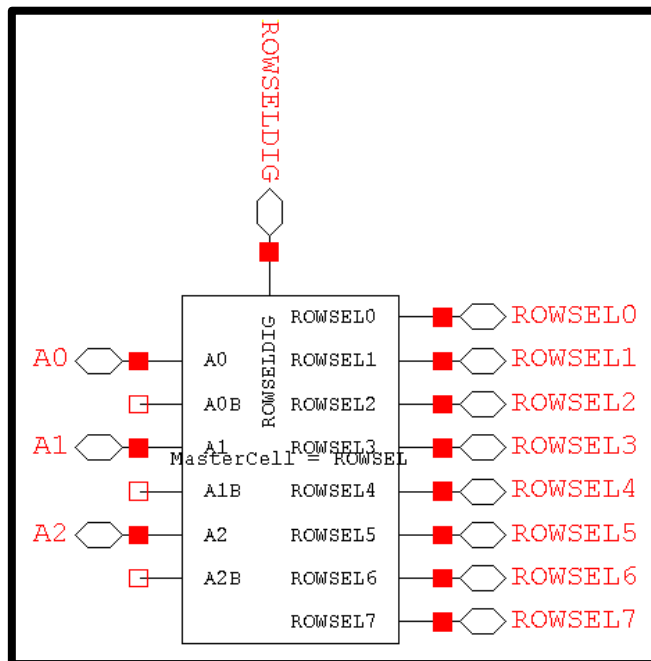 ROWSELDIG
ROWSELDIG
ROWSEL0 ROWSEL0
A0 A0 ROWSEL1 ROWSEL1
A0B ROWSEL2 ROWSEL2
A1 A1 ROWSEL3 ROWSEL3
MasterCell = ROWSEL
A1B ROWSEL4 ROWSEL4
A2 A2 ROWSEL5 ROWSEL5
A2B ROWSEL6 ROWSEL6
ROWSEL7 ROWSEL7